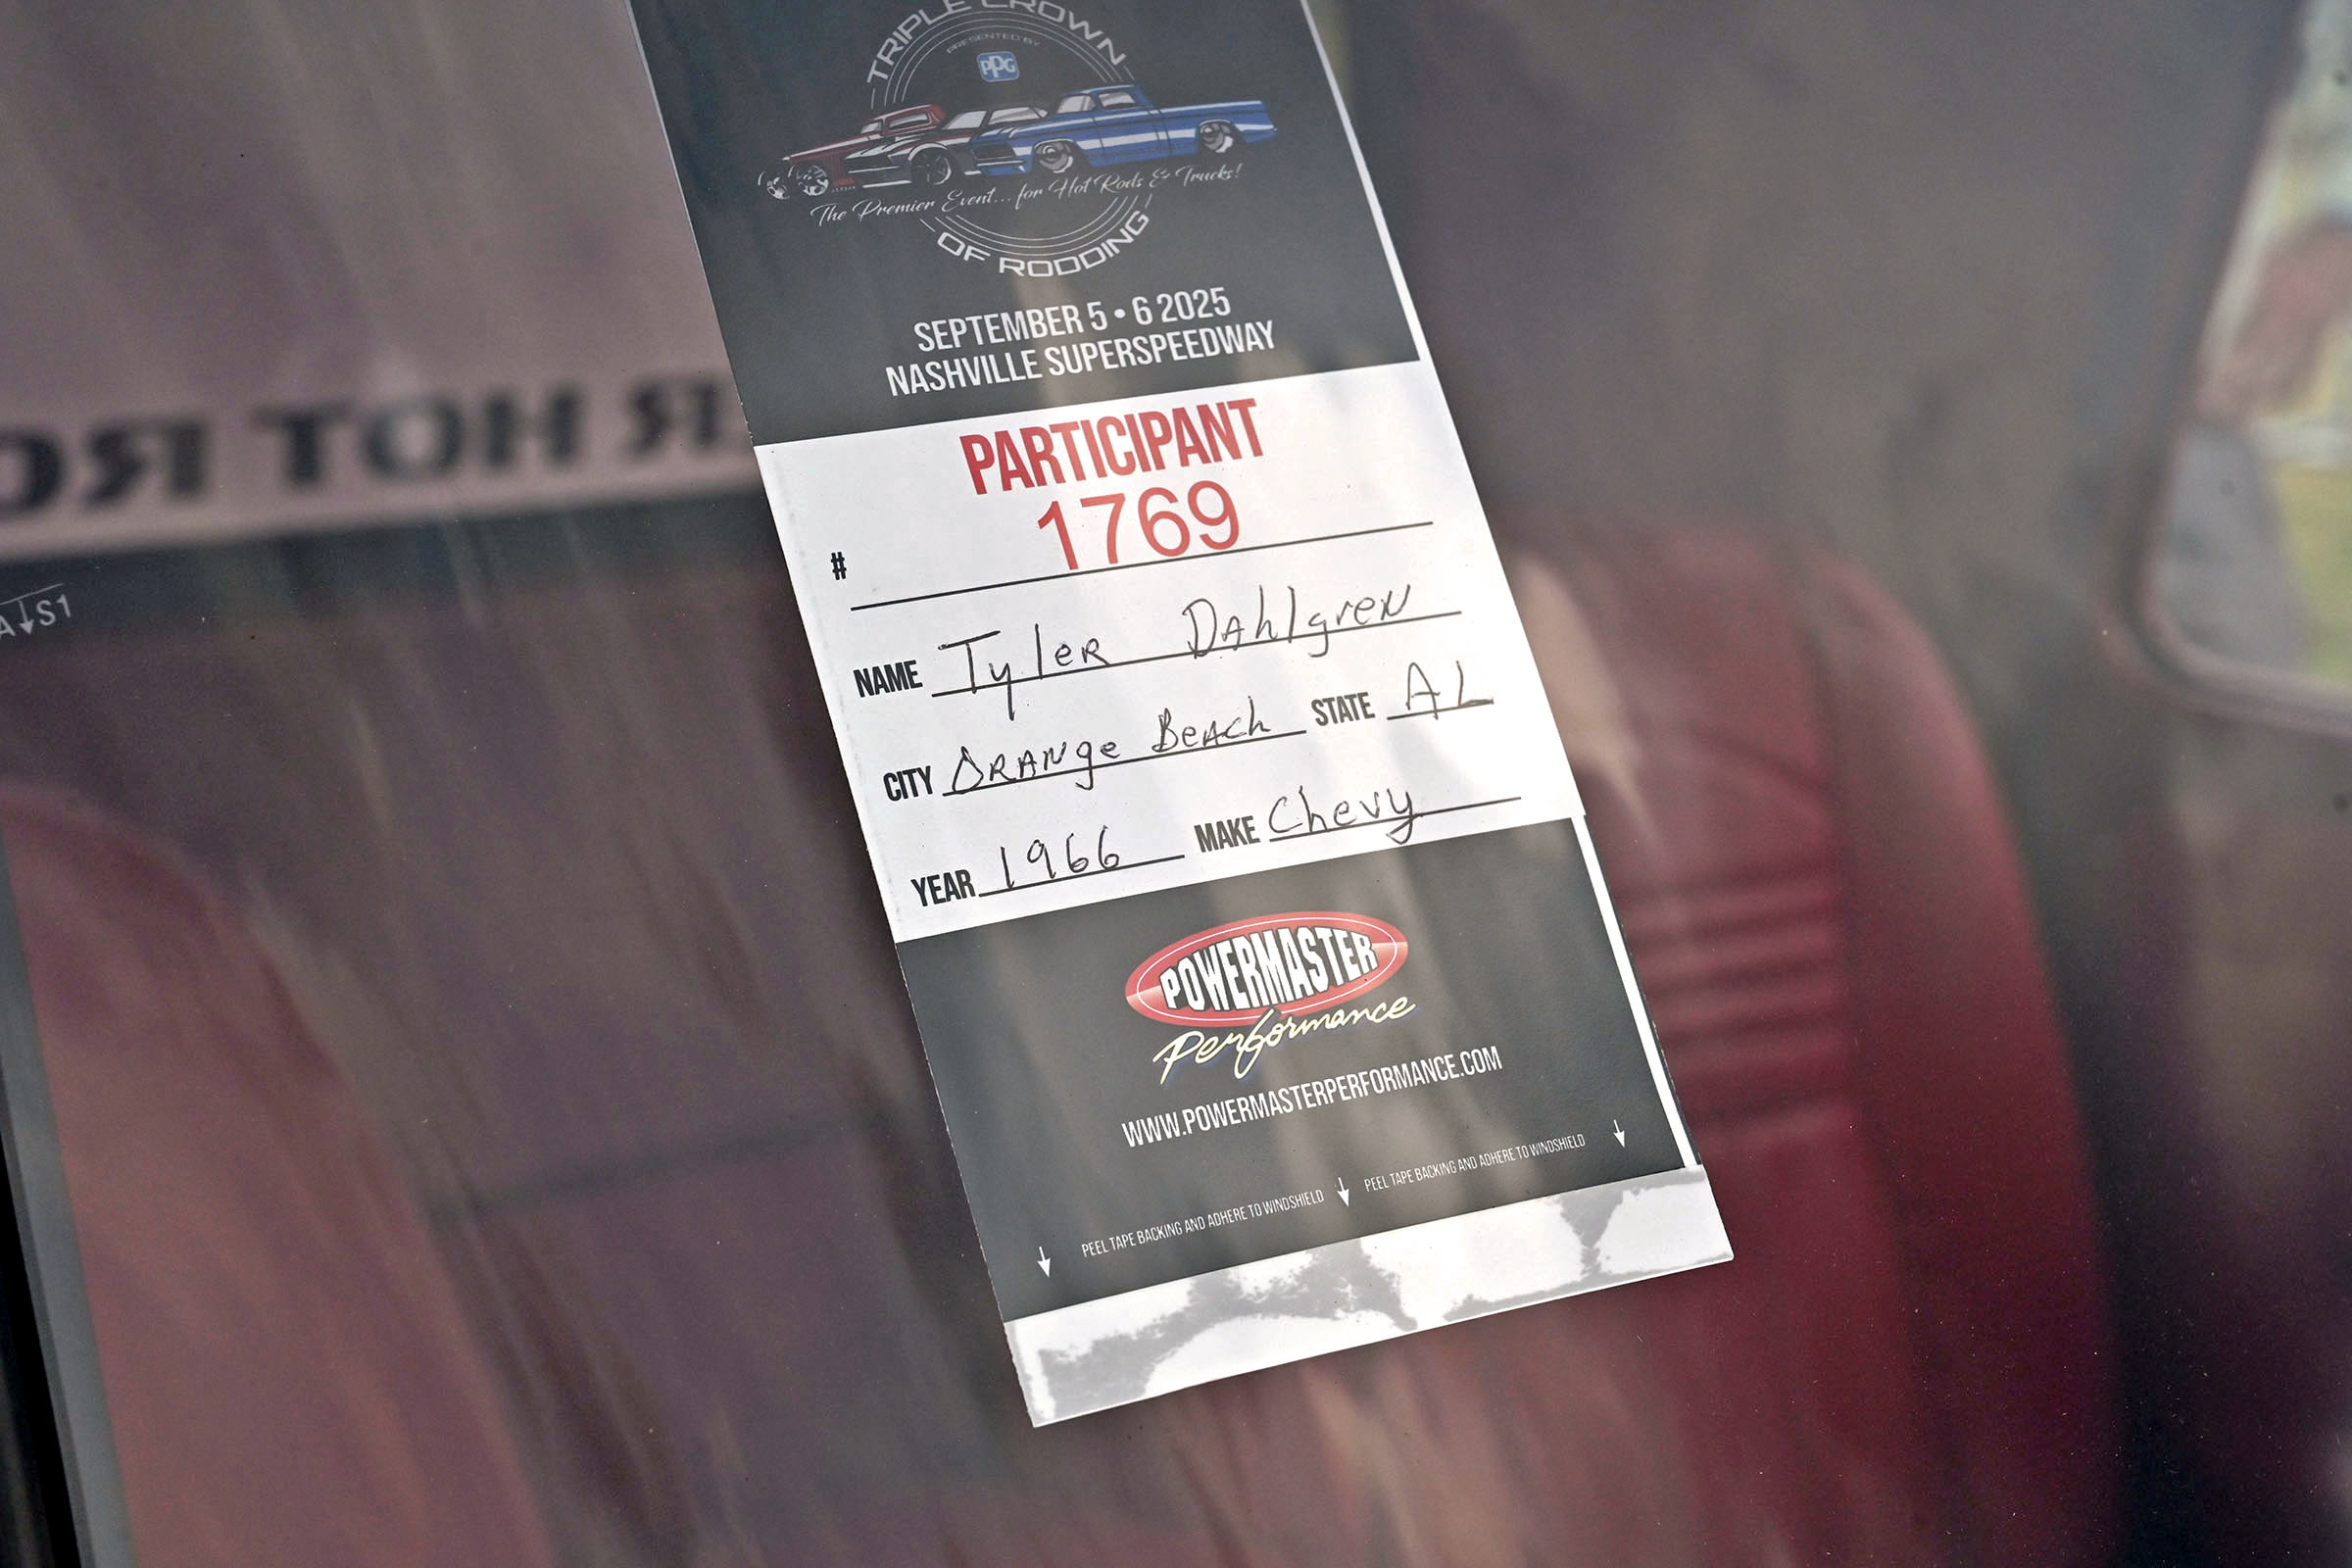 TRIPLE CROWN
PRESENTED BY
PPG
The Premier Event... for Hot Rods & Trucks!
OF RODDING
SEPTEMBER 5 • 6 2025
NASHVILLE SUPERSPEEDWAY
PARTICIPANT
# 1769
NAME Tyler Dahlgren
CITY Orange Beach STATE AL
YEAR 1966 MAKE Chevy
POWERMASTER
Performance
WWW.POWERMASTERPERFORMANCE.COM
PEEL TAPE BACKING AND ADHERE TO WINDSHIELD PEEL TAPE BACKING AND ADHERE TO WINDSHIELD
HOT
AS1